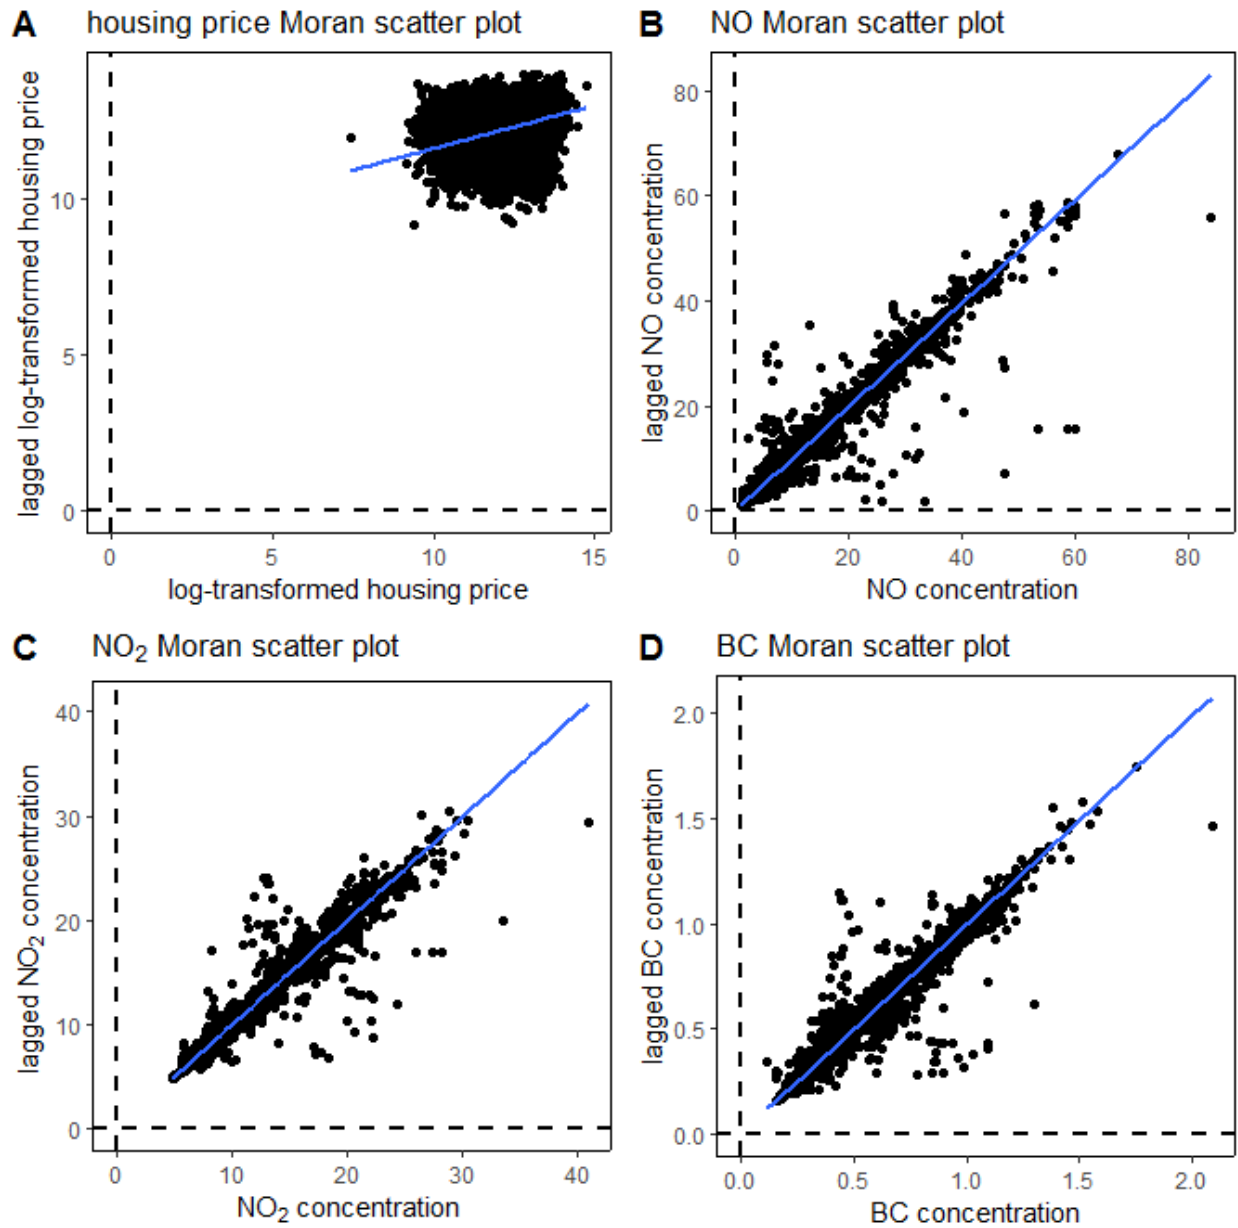 A housing price Moran scatter plot
lagged log-transformed housing price
10
5
0
0 5 10 15
log-transformed housing price
B NO Moran scatter plot
lagged NO concentration
80
60
40
20
0
0 20 40 60 80
NO concentration
C NO₂ Moran scatter plot
lagged NO₂ concentration
40
30
20
10
0
0 10 20 30 40
NO₂ concentration
D BC Moran scatter plot
lagged BC concentration
2.0
1.5
1.0
0.5
0.0
0.0 0.5 1.0 1.5 2.0
BC concentration